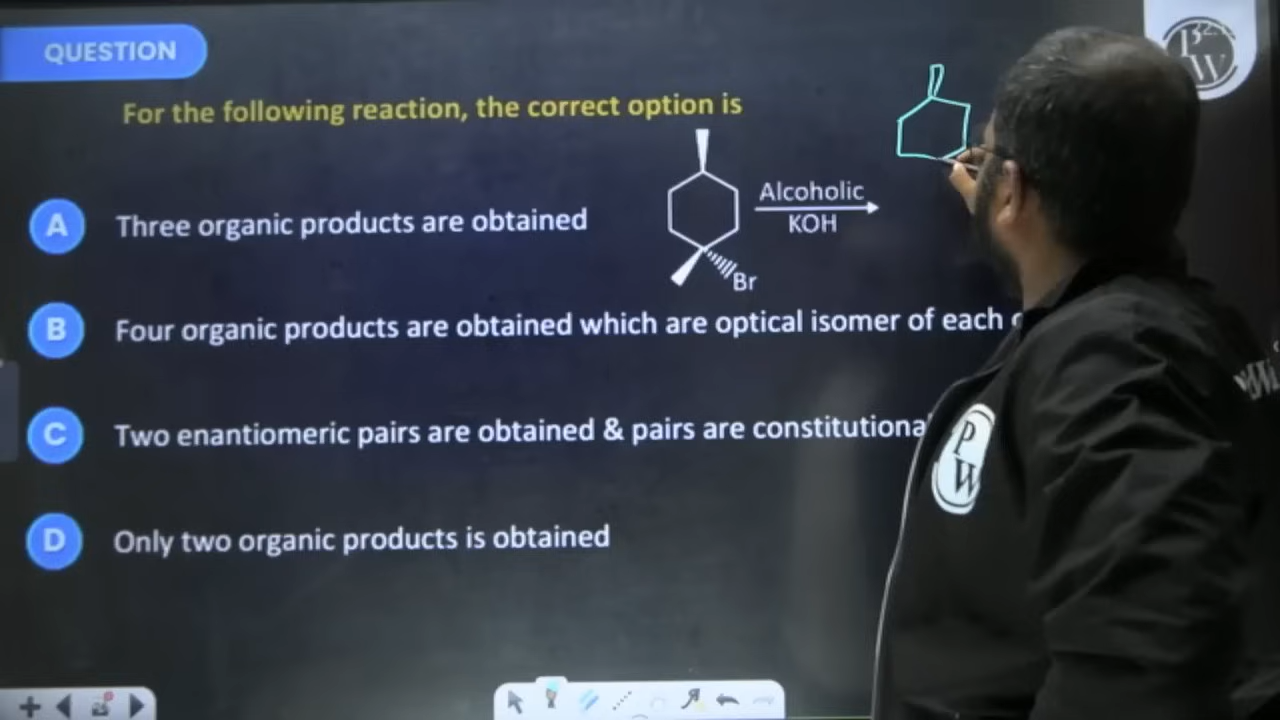 QUESTION
For the following reaction, the correct option is
A Three organic products are obtained
Alcoholic
KOH
Br
B Four organic products are obtained which are optical isomer of each
C Two enantiomeric pairs are obtained & pairs are
D Only two organic products is obtained
P
W
P
W